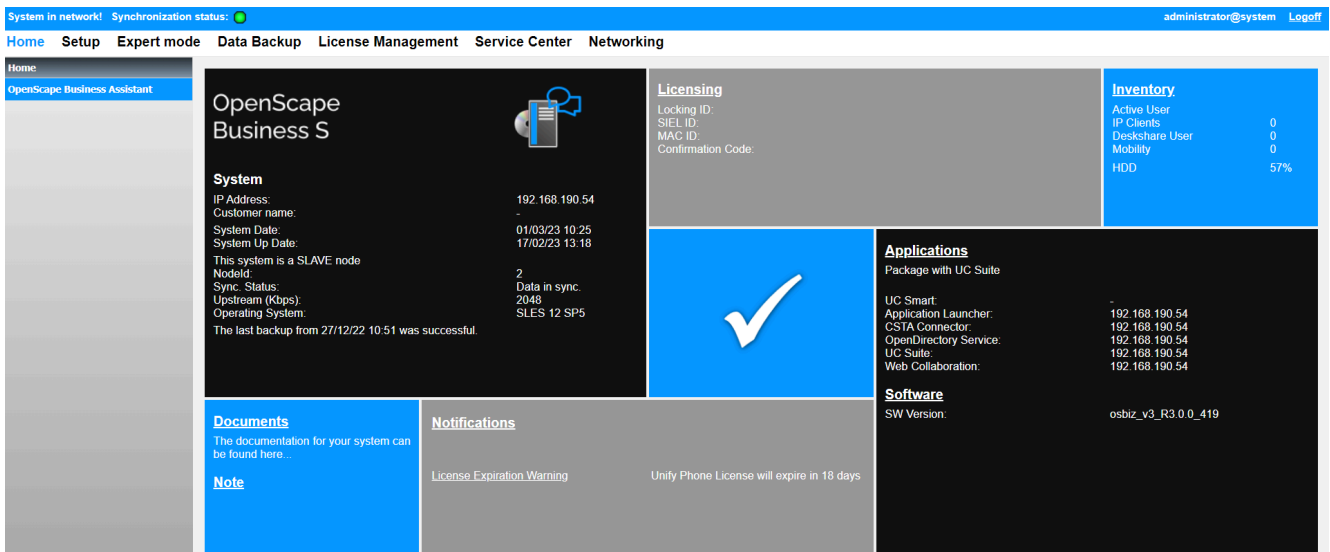 System in network! Synchronization status:
administrator@system Logoff
Home Setup Expert mode Data Backup License Management Service Center Networking
Home
OpenScape Business Assistant
OpenScape
Business S
System
IP Address: 192.168.190.54
Customer name: -
System Date: 01/03/23 10:25
System Up Date: 17/02/23 13:18
This system is a SLAVE node
NodeId: 2
Sync. Status: Data in sync.
Upstream (Kbps): 2048
Operating System: SLES 12 SP5
The last backup from 27/12/22 10:51 was successful.
Licensing
Locking ID:
SIEL ID:
MAC ID:
Confirmation Code:
Inventory
Active User
IP Clients 0
Deskshare User 0
Mobility 0
HDD 57%
Applications
Package with UC Suite
UC Smart: -
Application Launcher: 192.168.190.54
CSTA Connector: 192.168.190.54
OpenDirectory Service: 192.168.190.54
UC Suite: 192.168.190.54
Web Collaboration: 192.168.190.54
Software
SW Version: osbiz_v3_R3.0.0_419
Documents
The documentation for your system can
be found here...
Note
Notifications
License Expiration Warning Unify Phone License will expire in 18 days